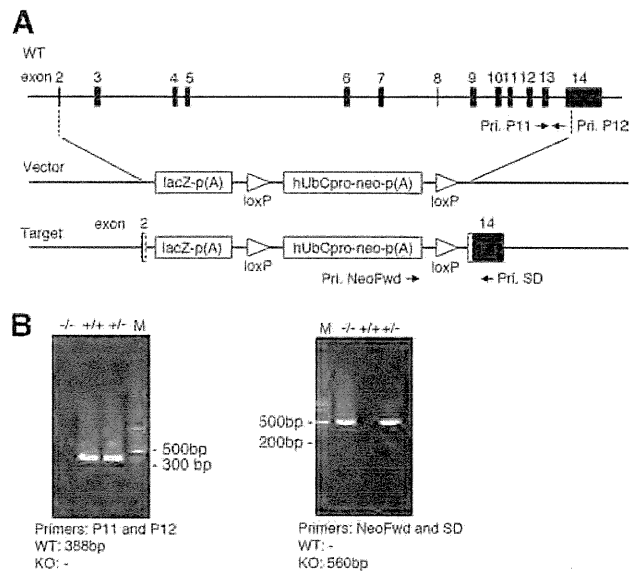 A
WT
exon 2 3 4 5 6 7 8 9 10 11 12 13 14
Pri. P11 Pri. P12
Vector
lacZ-p(A) hUbCpro-neo-p(A)
loxP loxP
Target exon 2 14
lacZ-p(A) hUbCpro-neo-p(A)
loxP loxP
Pri. NeoFwd Pri. SD
B
-/- +/+ +/- M
M -/- +/+ +/-
- 500bp
- 300 bp
500bp -
200bp -
Primers: P11 and P12
WT: 388bp
KO: -
Primers: NeoFwd and SD
WT: -
KO: 560bp